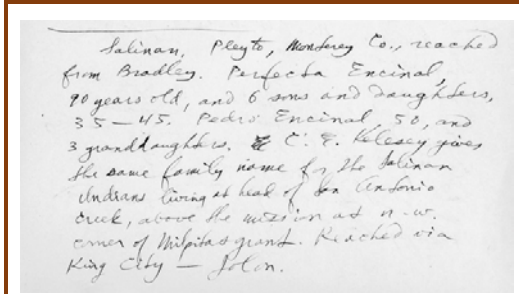 Salinan, Pleyto, Monterey Co., reached
from Bradley. Perfecta Encinal,
90 years old, and 6 sons and daughters,
35 — 45. Pedro Encinal, 50, and
3 granddaughters. C. E. Kelesey gives
the same family name for the Salinan
Indians living at head of San Antonio
Creek, above the mission at n.w.
corner of Milpitas grant. Reached via
King City — Jolon.